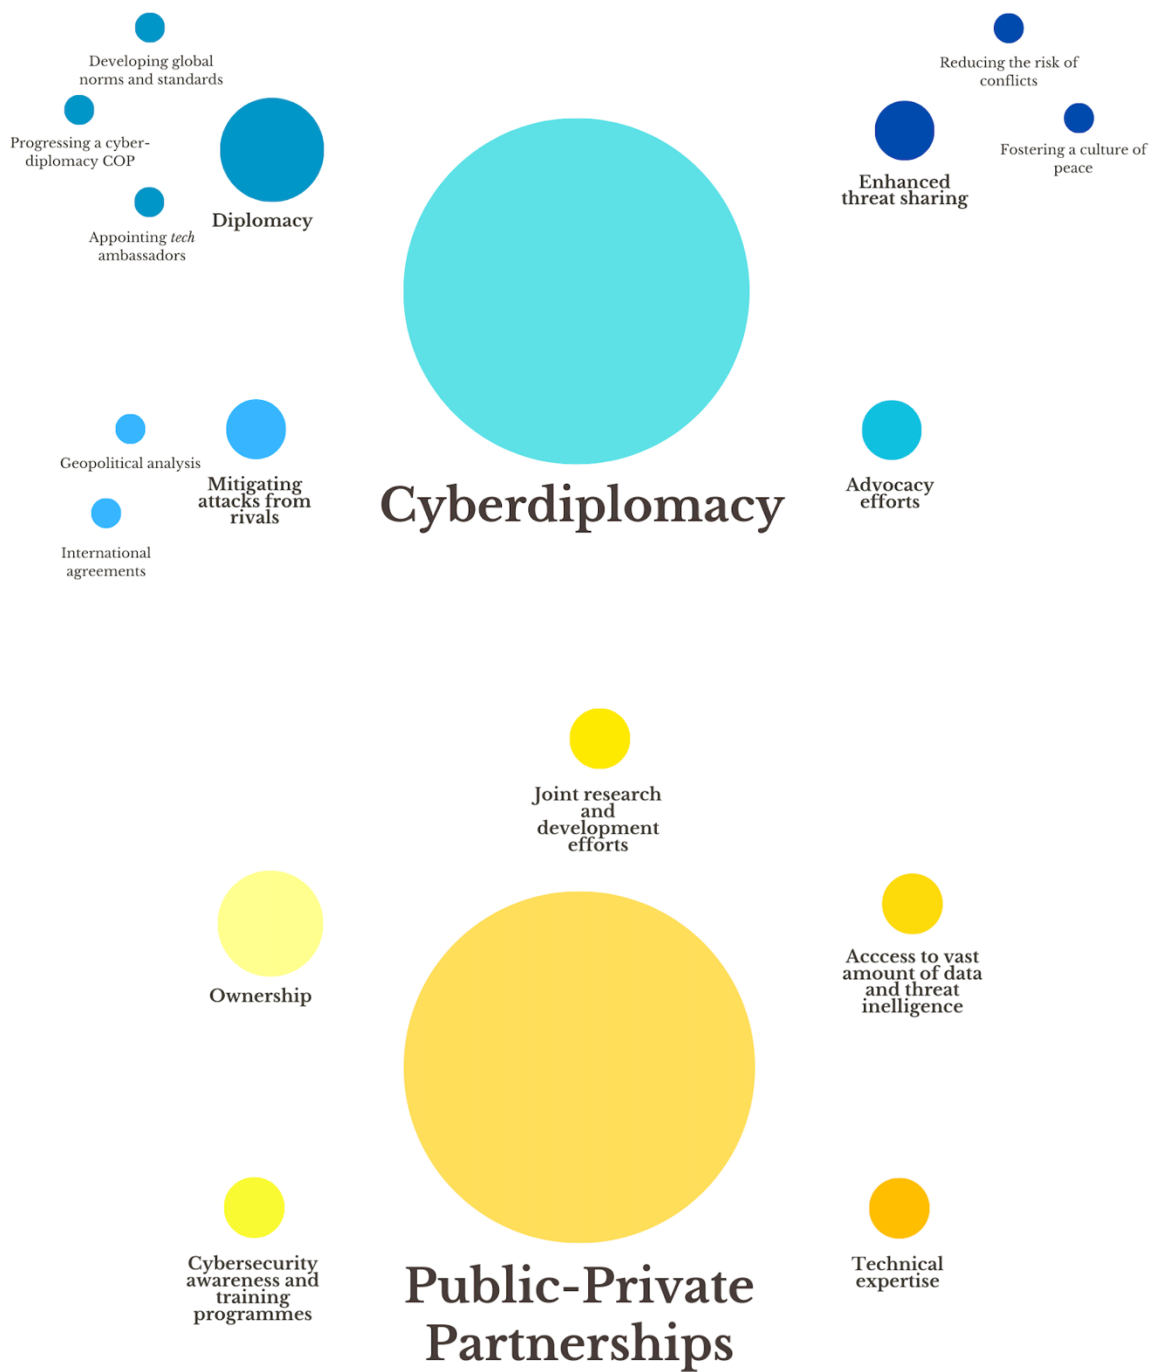 Developing global
norms and standards
Progressing a cyber-
diplomacy COP
Appointing tech
ambassadors
Diplomacy
Reducing the risk of
conflicts
Fostering a culture of
peace
Enhanced
threat sharing
Geopolitical analysis
International
agreements
Mitigating
attacks from
rivals
Cyberdiplomacy
Advocacy
efforts
Joint research
and
development
efforts
Ownership
Acccess to vast
amount of data
and threat
inelligence
Cybersecurity
awareness and
training
programmes
Technical
expertise
Public-Private
Partnerships